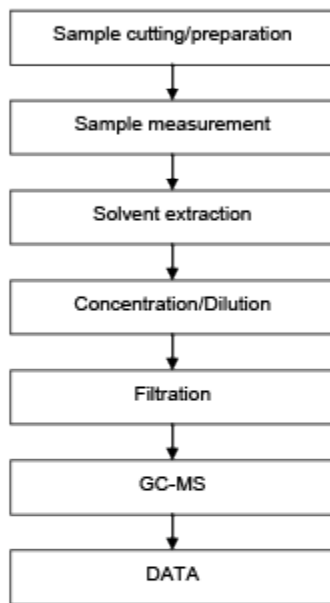 Sample cutting/preparation
Sample measurement
Solvent extraction
Concentration/Dilution
Filtration
GC-MS
DATA